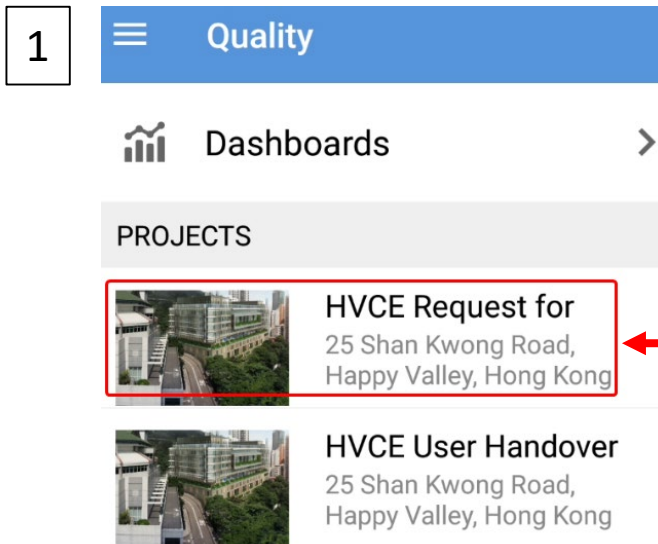 1
Quality
Dashboards
PROJECTS
HVCE Request for
25 Shan Kwong Road,
Happy Valley, Hong Kong
HVCE User Handover
25 Shan Kwong Road,
Happy Valley, Hong Kong